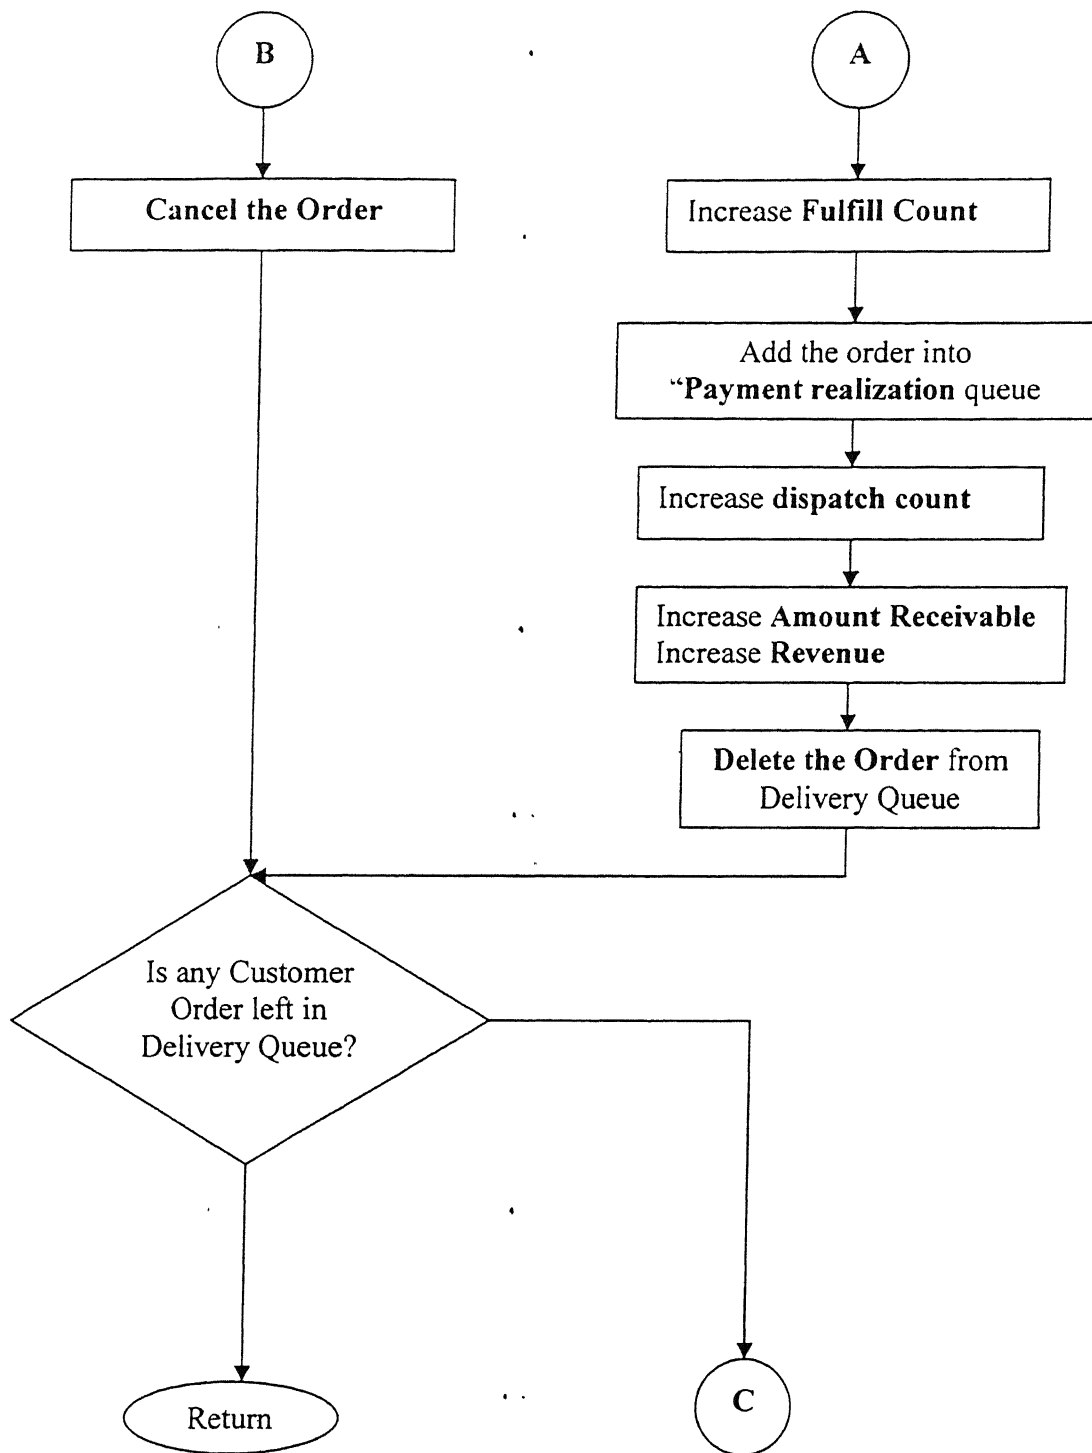 B
A
Cancel the Order
Increase Fulfill Count
Add the order into
“Payment realization queue
Increase dispatch count
Increase Amount Receivable
Increase Revenue
Delete the Order from
Delivery Queue
Is any Customer
Order left in
Delivery Queue?
Return
C